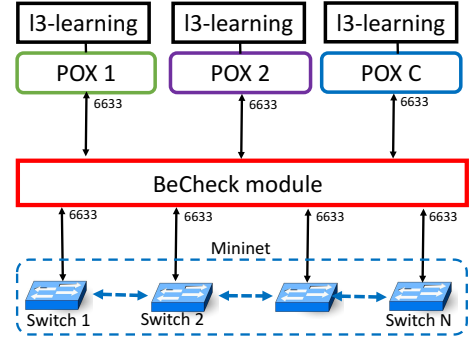 l3-learning l3-learning l3-learning
POX 1 POX 2 POX C
6633 6633 6633
BeCheck module
6633 6633 6633 6633
Mininet
Switch 1 Switch 2 Switch N